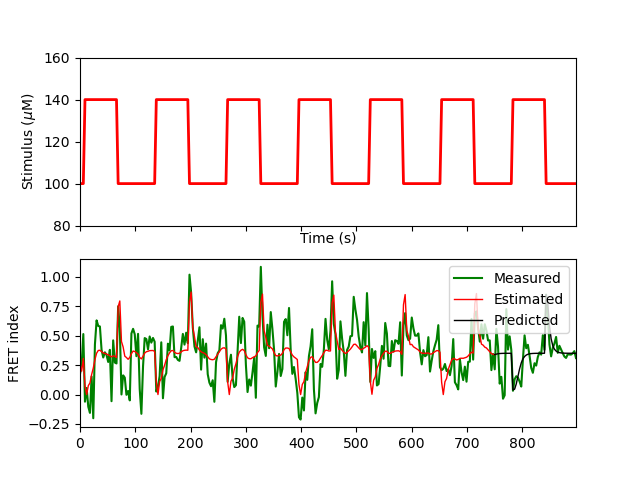 160
140
120
100
80
Stimulus (μM)
Time (s)
1.00
0.75
0.50
0.25
0.00
−0.25
FRET index
Measured
Estimated
Predicted
0 100 200 300 400 500 600 700 800